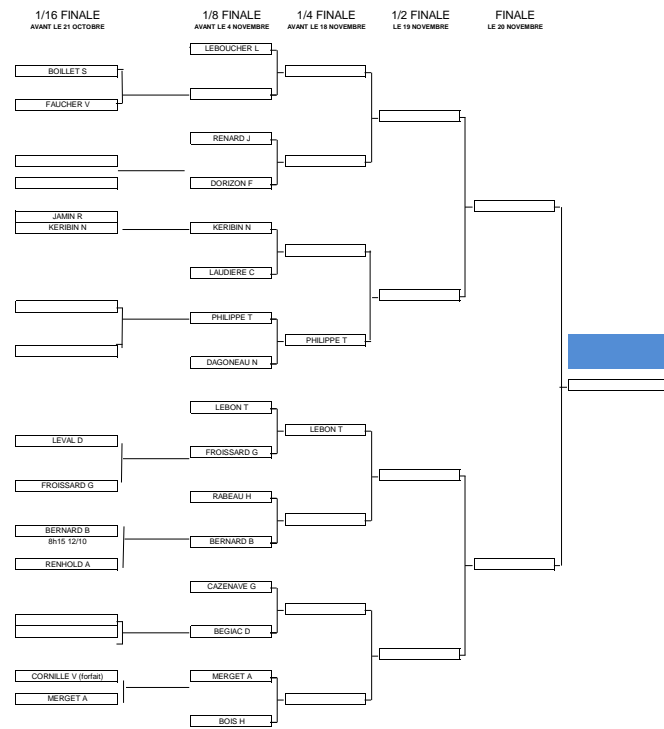 1/16 FINALE
AVANT LE 21 OCTOBRE
1/8 FINALE
AVANT LE 4 NOVEMBRE
1/4 FINALE
AVANT LE 18 NOVEMBRE
1/2 FINALE
LE 19 NOVEMBRE
FINALE
LE 20 NOVEMBRE
BOILLET S
FAUCHER V
JAMIN R
KERIBIN N
LEVAL D
FROISSARD G
BERNARD B
8h15 12/10
RENHOLD A
CORNILLE V (forfait)
MERGET A
LEBOUCHER L
RENARD J
DORIZON F
KERIBIN N
LAUDIERE C
PHILIPPE T
DAGONEAU N
LEBON T
FROISSARD G
RABEAU H
BERNARD B
CAZENAVE G
BEGIAC D
MERGET A
BOIS H
PHILIPPE T
LEBON T